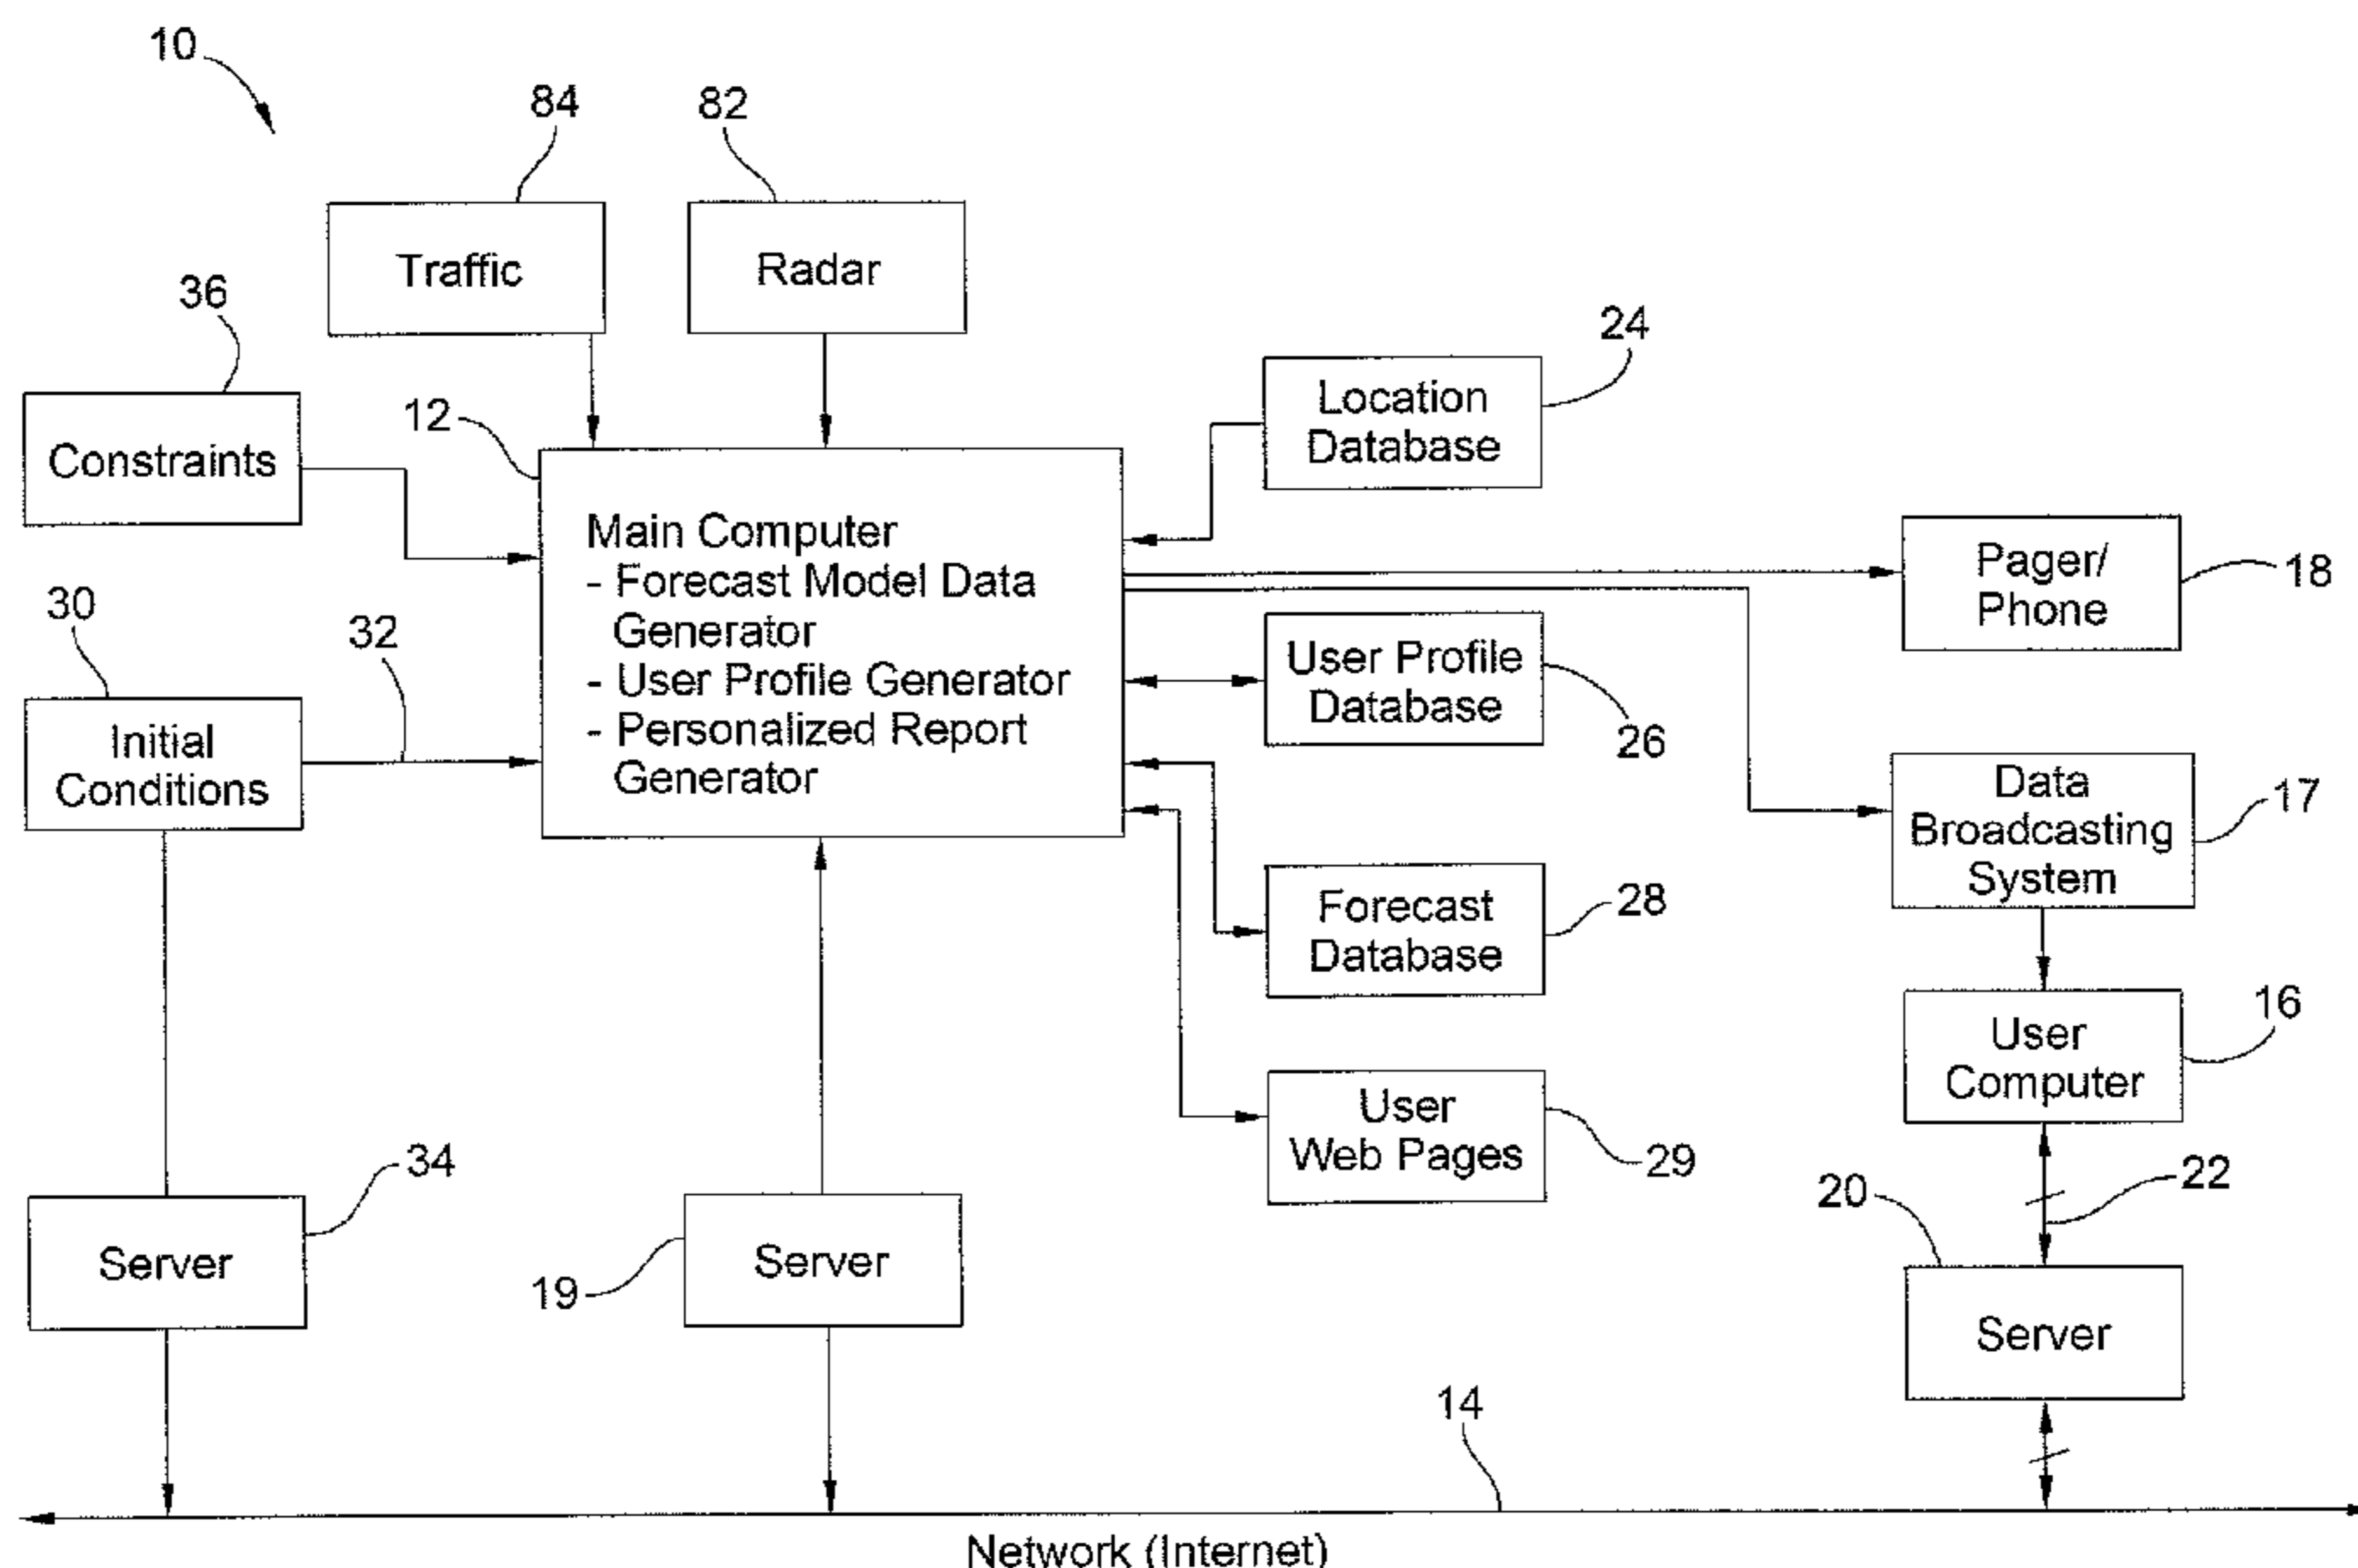 10
84
82
Traffic
Radar
36
24
Constraints
12
Location
Database
Main Computer
- Forecast Model Data
Generator
- User Profile Generator
- Personalized Report
Generator
Pager/
Phone
18
30
32
Initial
Conditions
User Profile
Database
26
Data
Broadcasting
System
17
Forecast
Database
28
User
Computer
16
User
Web Pages
29
34
Server
19
Server
20
22
Server
14
Network (Internet)